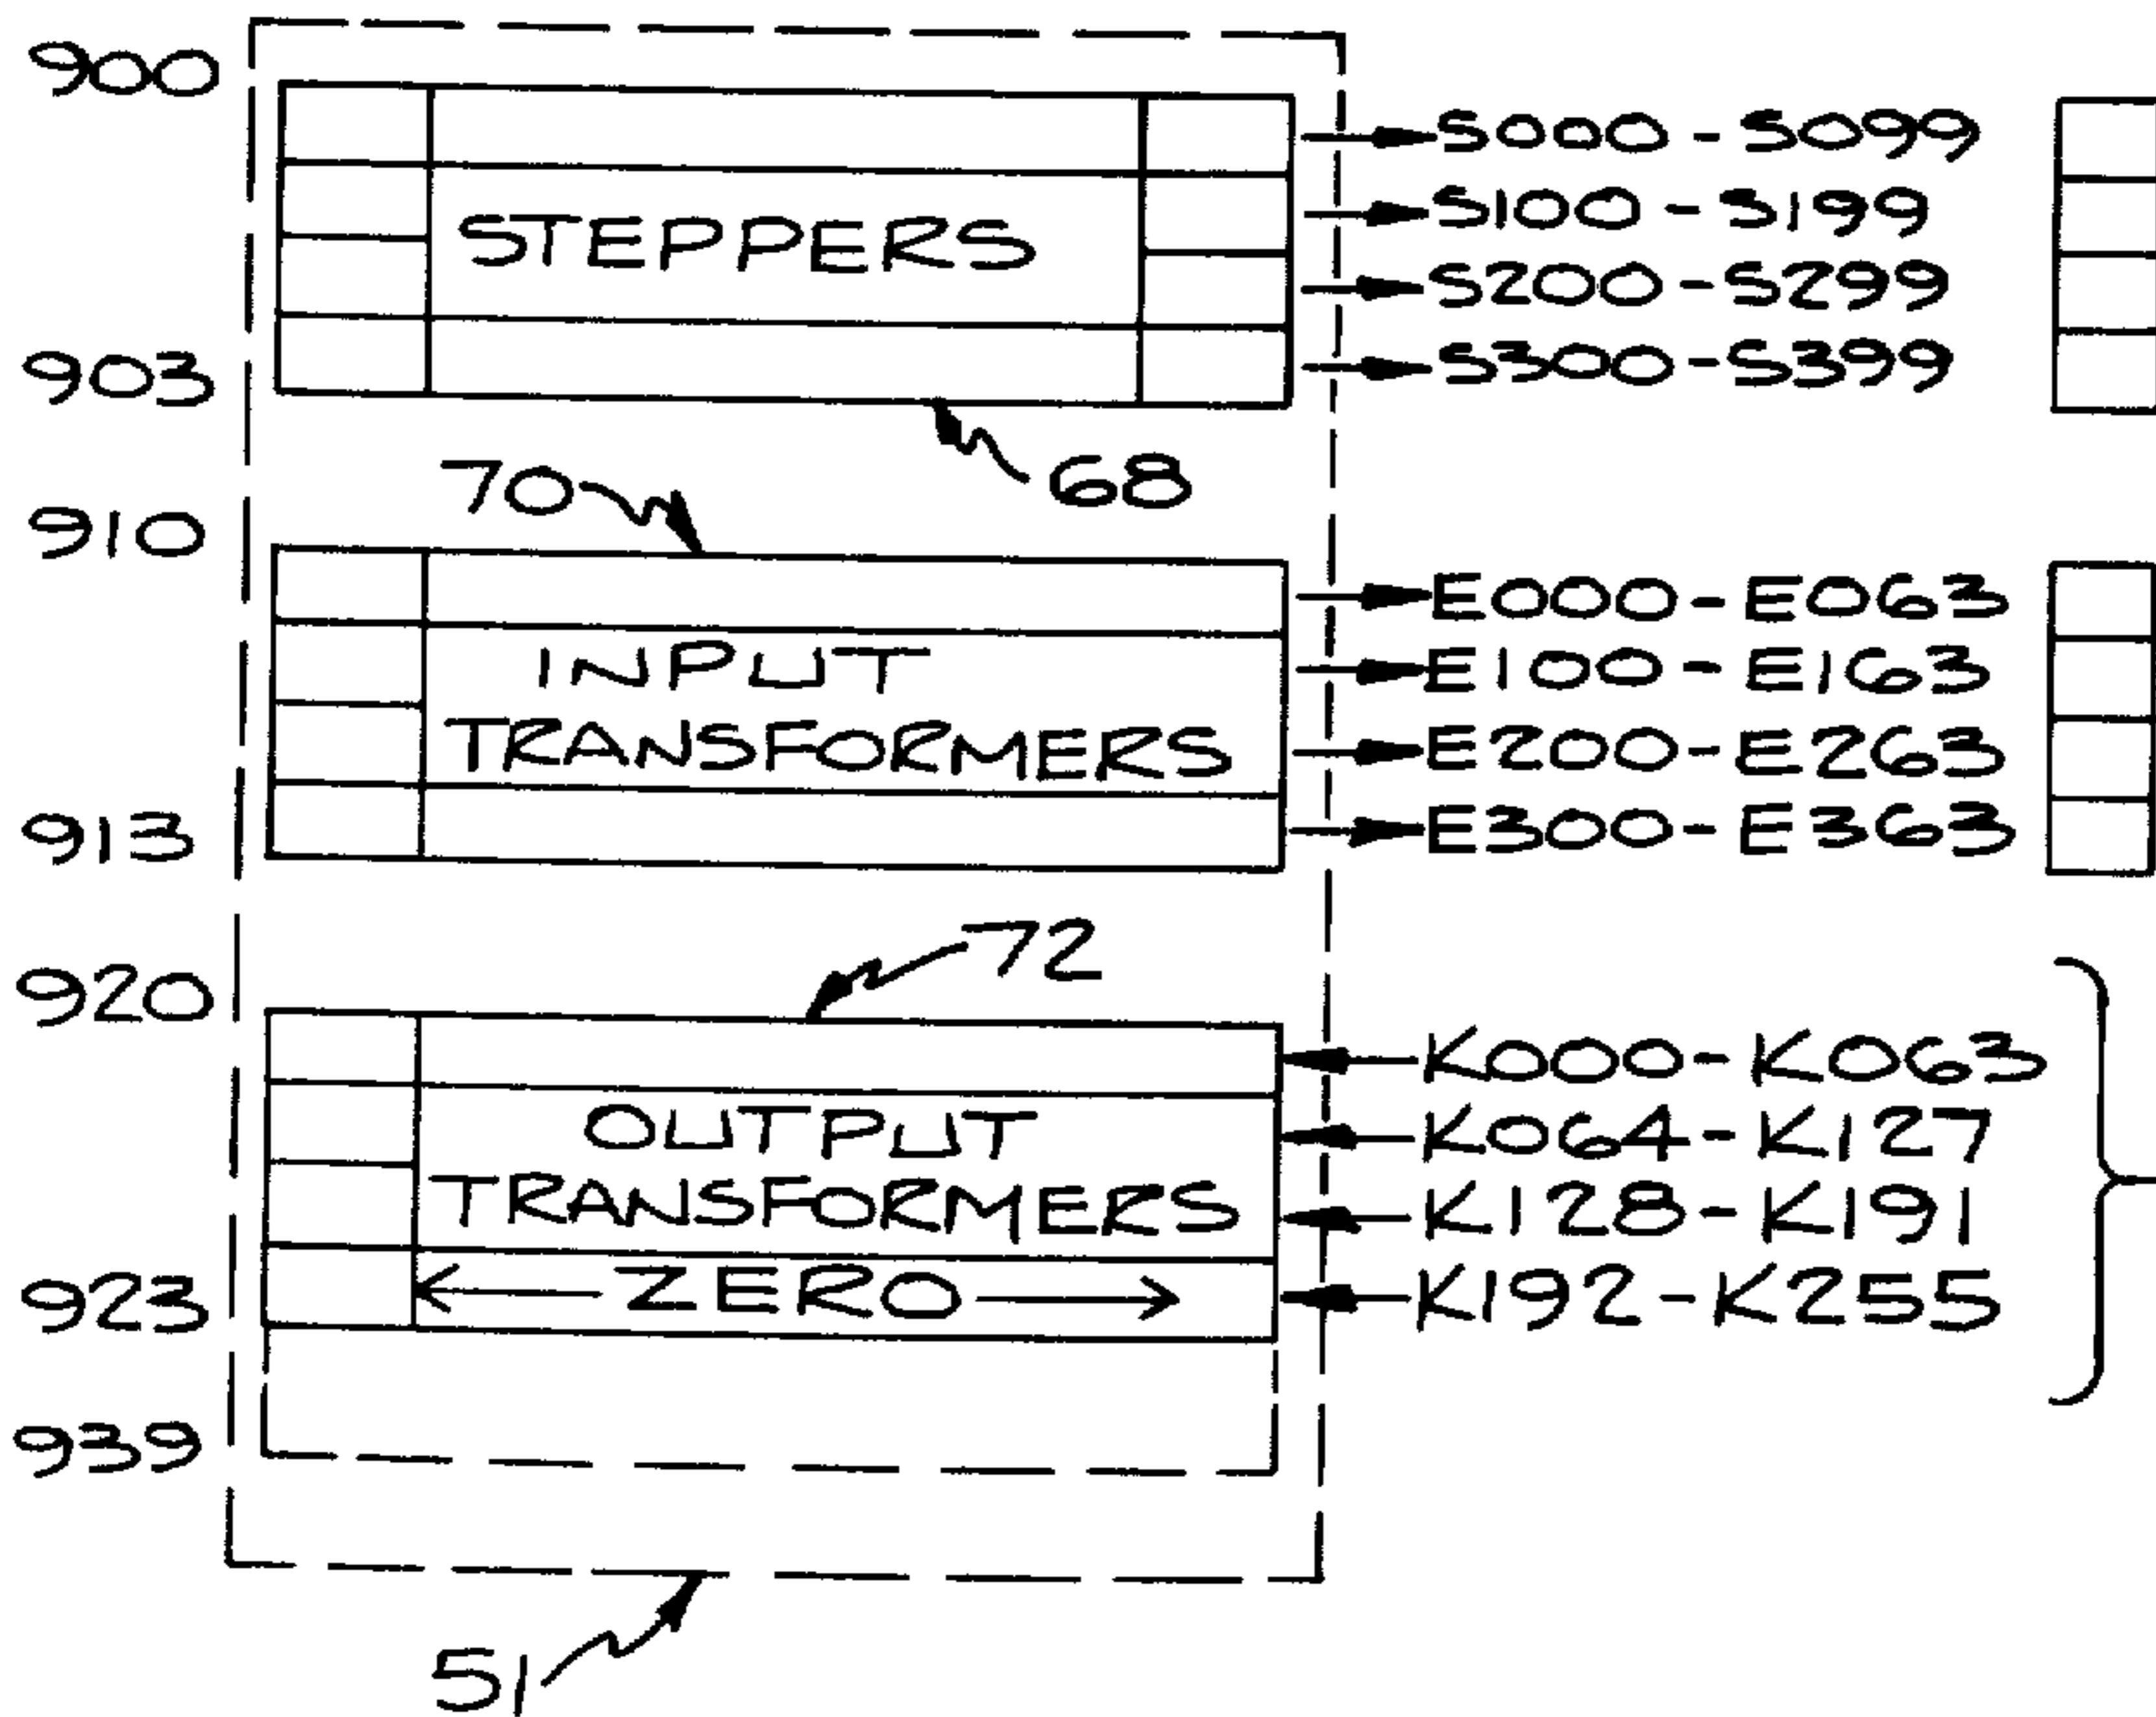 900
S000 - S099
STEPPERS
S100 - S199
S200 - S299
903
S300 - S399
68
70
910
E000 - E063
INPUT
E100 - E163
TRANSFORMERS
E200 - E263
913
E300 - E363
72
920
K000 - K063
OUTPUT
K064 - K127
TRANSFORMERS
K128 - K191
923
ZERO
K192 - K255
939
51